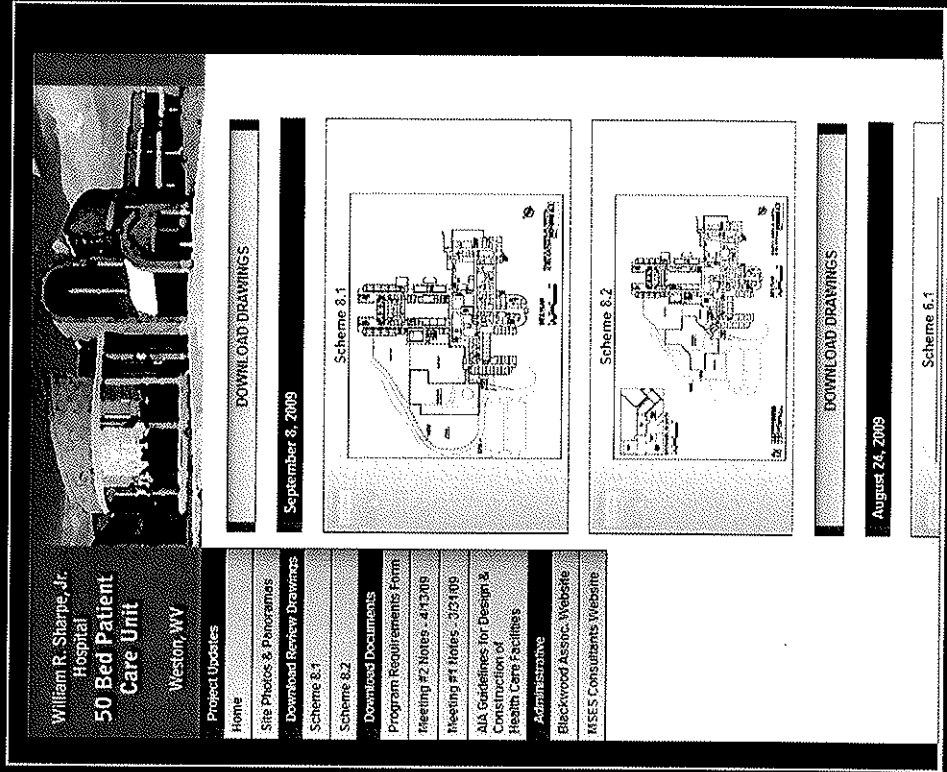 William R. Sharpe, Jr.
Hospital
50 Bed Patient
Care Unit
Weston, WV
Project Updates
Home
Site Photos & Panoramas
Download Review Drawings
Scheme 8.1
Scheme 8.2
Download Documents
Program Requirements Form
Meeting #2 Notes - 4/13/09
Meeting #1 Notes - 3/31/09
AIA Guidelines for Design &
Construction of
Health Care Facilities
Administrative
Blackwood Assinc. Website
MSES Consultants Website
DOWNLOAD DRAWINGS
September 8, 2009
Scheme 8.1
Scheme 8.2
DOWNLOAD DRAWINGS
August 24, 2009
Scheme 6.1